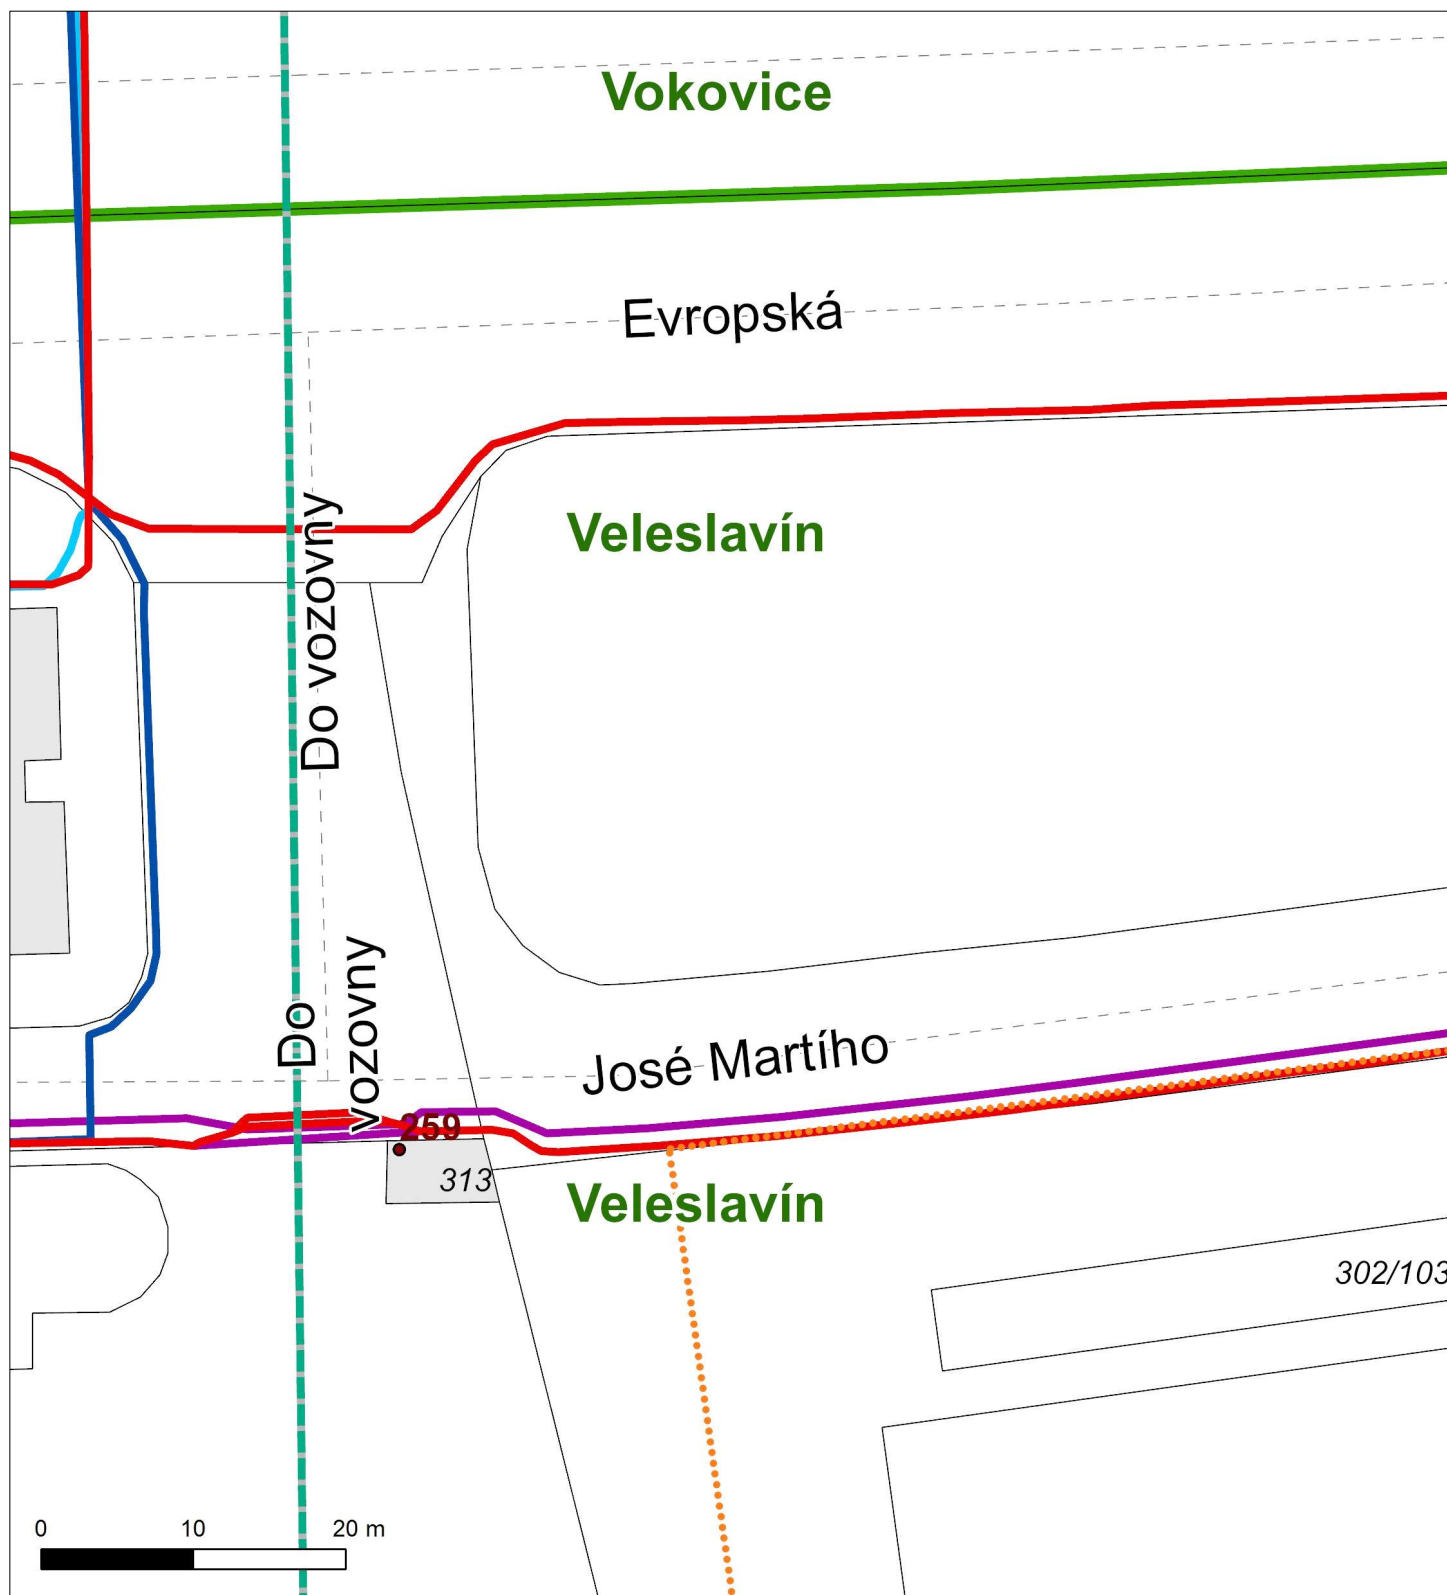 Vokovice
Evropská
Veleslavín
Do vozovny
Do
vozovny
José Martího
259
313
Veleslavín
302/103
0 10 20 m